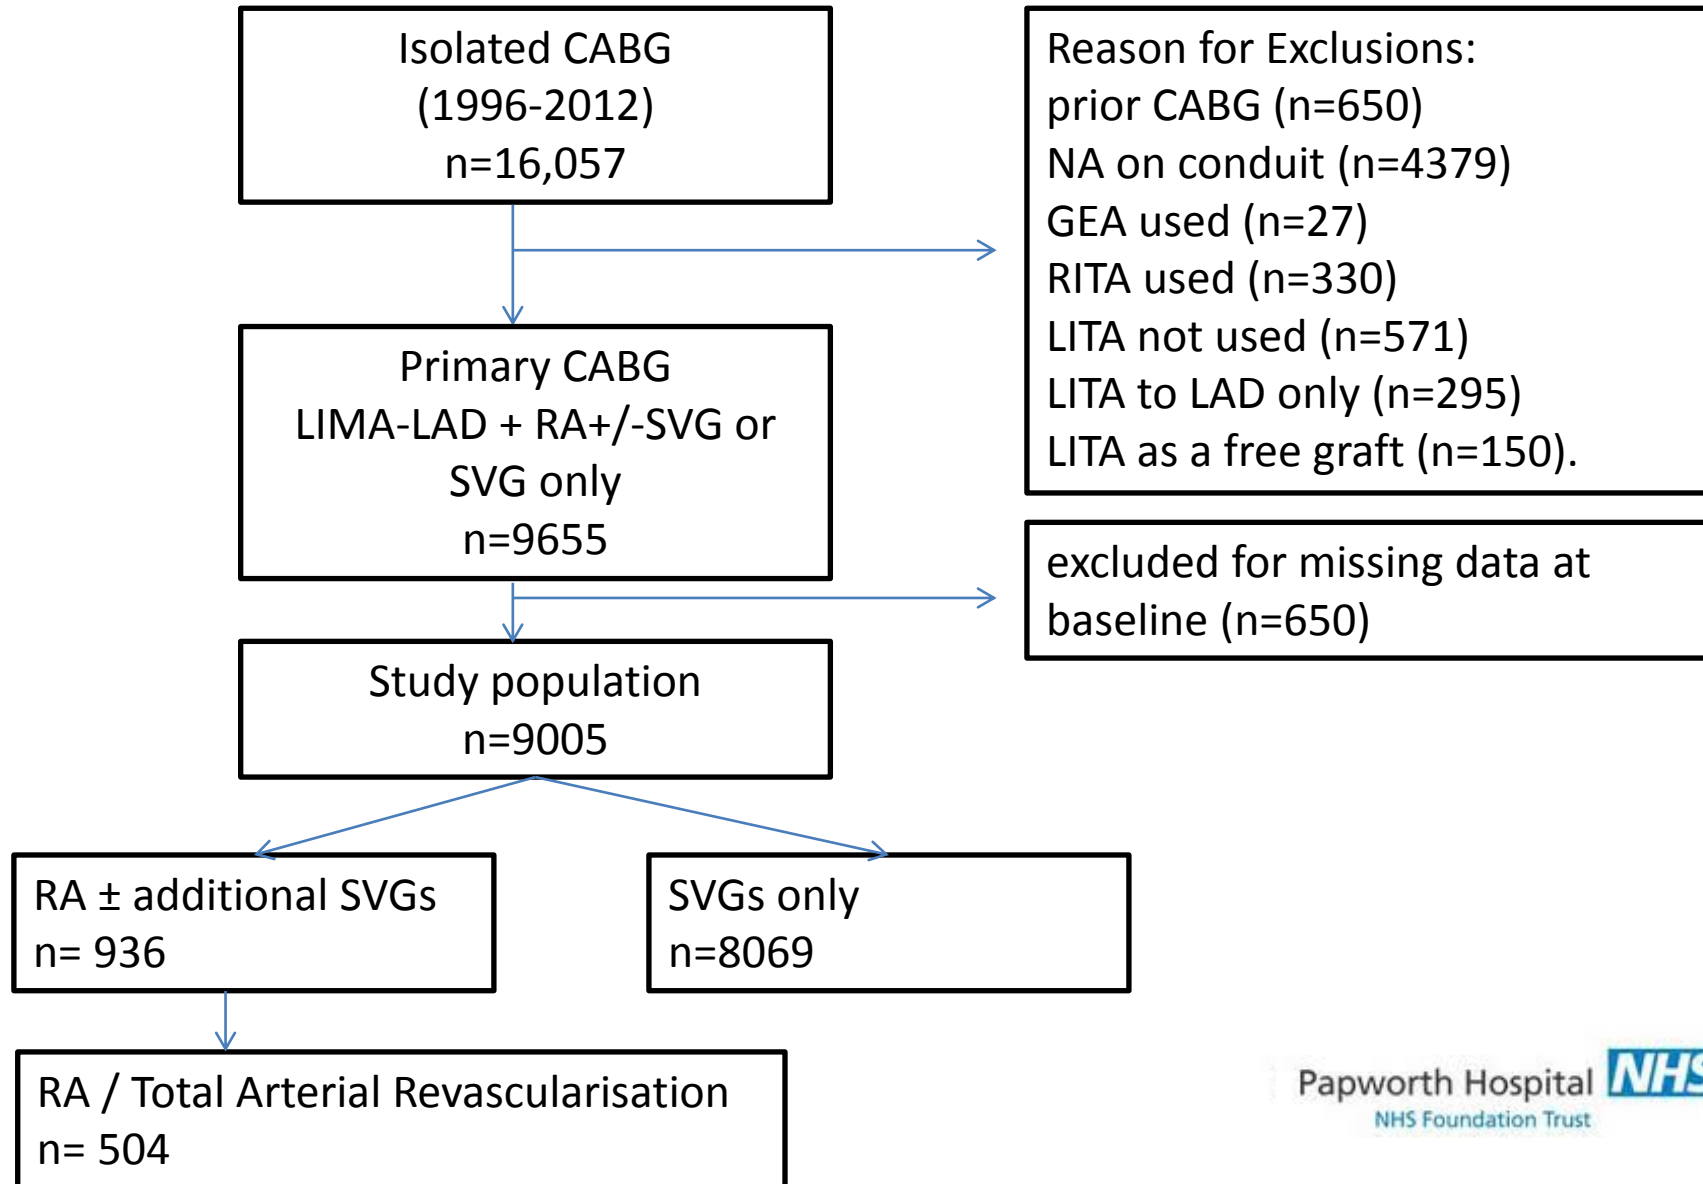 Isolated CABG
(1996-2012)
n=16,057
Reason for Exclusions:
prior CABG (n=650)
NA on conduit (n=4379)
GEA used (n=27)
RITA used (n=330)
LITA not used (n=571)
LITA to LAD only (n=295)
LITA as a free graft (n=150).
Primary CABG
LIMA-LAD + RA+/-SVG or
SVG only
n=9655
excluded for missing data at
baseline (n=650)
Study population
n=9005
RA ± additional SVGs
n= 936
SVGs only
n=8069
RA / Total Arterial Revascularisation
n= 504
Papworth Hospital NHS
NHS Foundation Trust